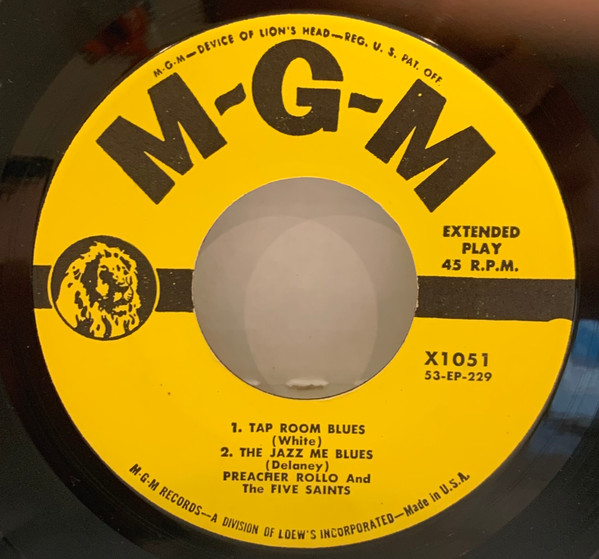 M-G-M—DEVICE OF LION'S HEAD—REG. U. S. PAT. OFF.
M-G-M
EXTENDED
PLAY
45 R.P.M.
X1051
53-EP-229
1. TAP ROOM BLUES
(White)
2. THE JAZZ ME BLUES
(Delaney)
PREACHER ROLLO And
The FIVE SAINTS
M-G-M RECORDS—A DIVISION OF LOEW'S INCORPORATED—Made in U.S.A.